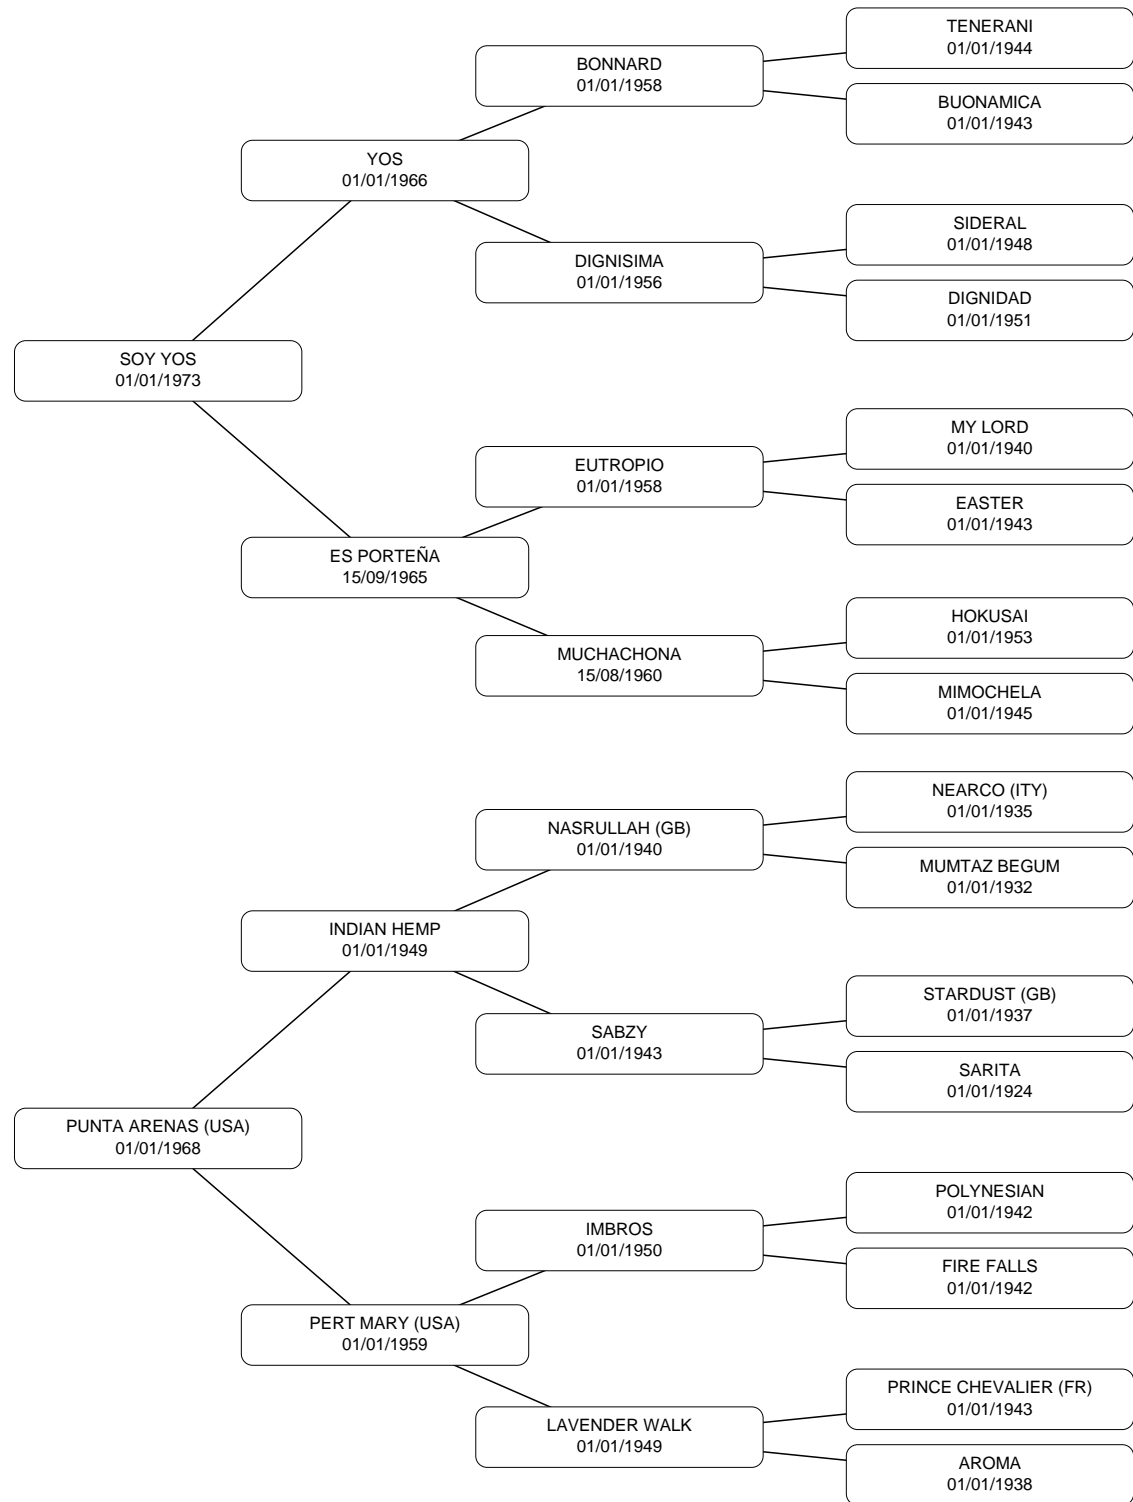 TENERANI
01/01/1944
BONNARD
01/01/1958
BUONAMICA
01/01/1943
YOS
01/01/1966
SIDERAL
01/01/1948
DIGNISIMA
01/01/1956
DIGNIDAD
01/01/1951
SOY YOS
01/01/1973
MY LORD
01/01/1940
EUTROPIO
01/01/1958
EASTER
01/01/1943
ES PORTEÑA
15/09/1965
HOKUSAI
01/01/1953
MUCHACHONA
15/08/1960
MIMOCHELA
01/01/1945
NEARCO (ITY)
01/01/1935
NASRULLAH (GB)
01/01/1940
MUMTAZ BEGUM
01/01/1932
INDIAN HEMP
01/01/1949
STARDUST (GB)
01/01/1937
SABZY
01/01/1943
SARITA
01/01/1924
PUNTA ARENAS (USA)
01/01/1968
POLYNESIAN
01/01/1942
IMBROS
01/01/1950
FIRE FALLS
01/01/1942
PERT MARY (USA)
01/01/1959
PRINCE CHEVALIER (FR)
01/01/1943
LAVENDER WALK
01/01/1949
AROMA
01/01/1938